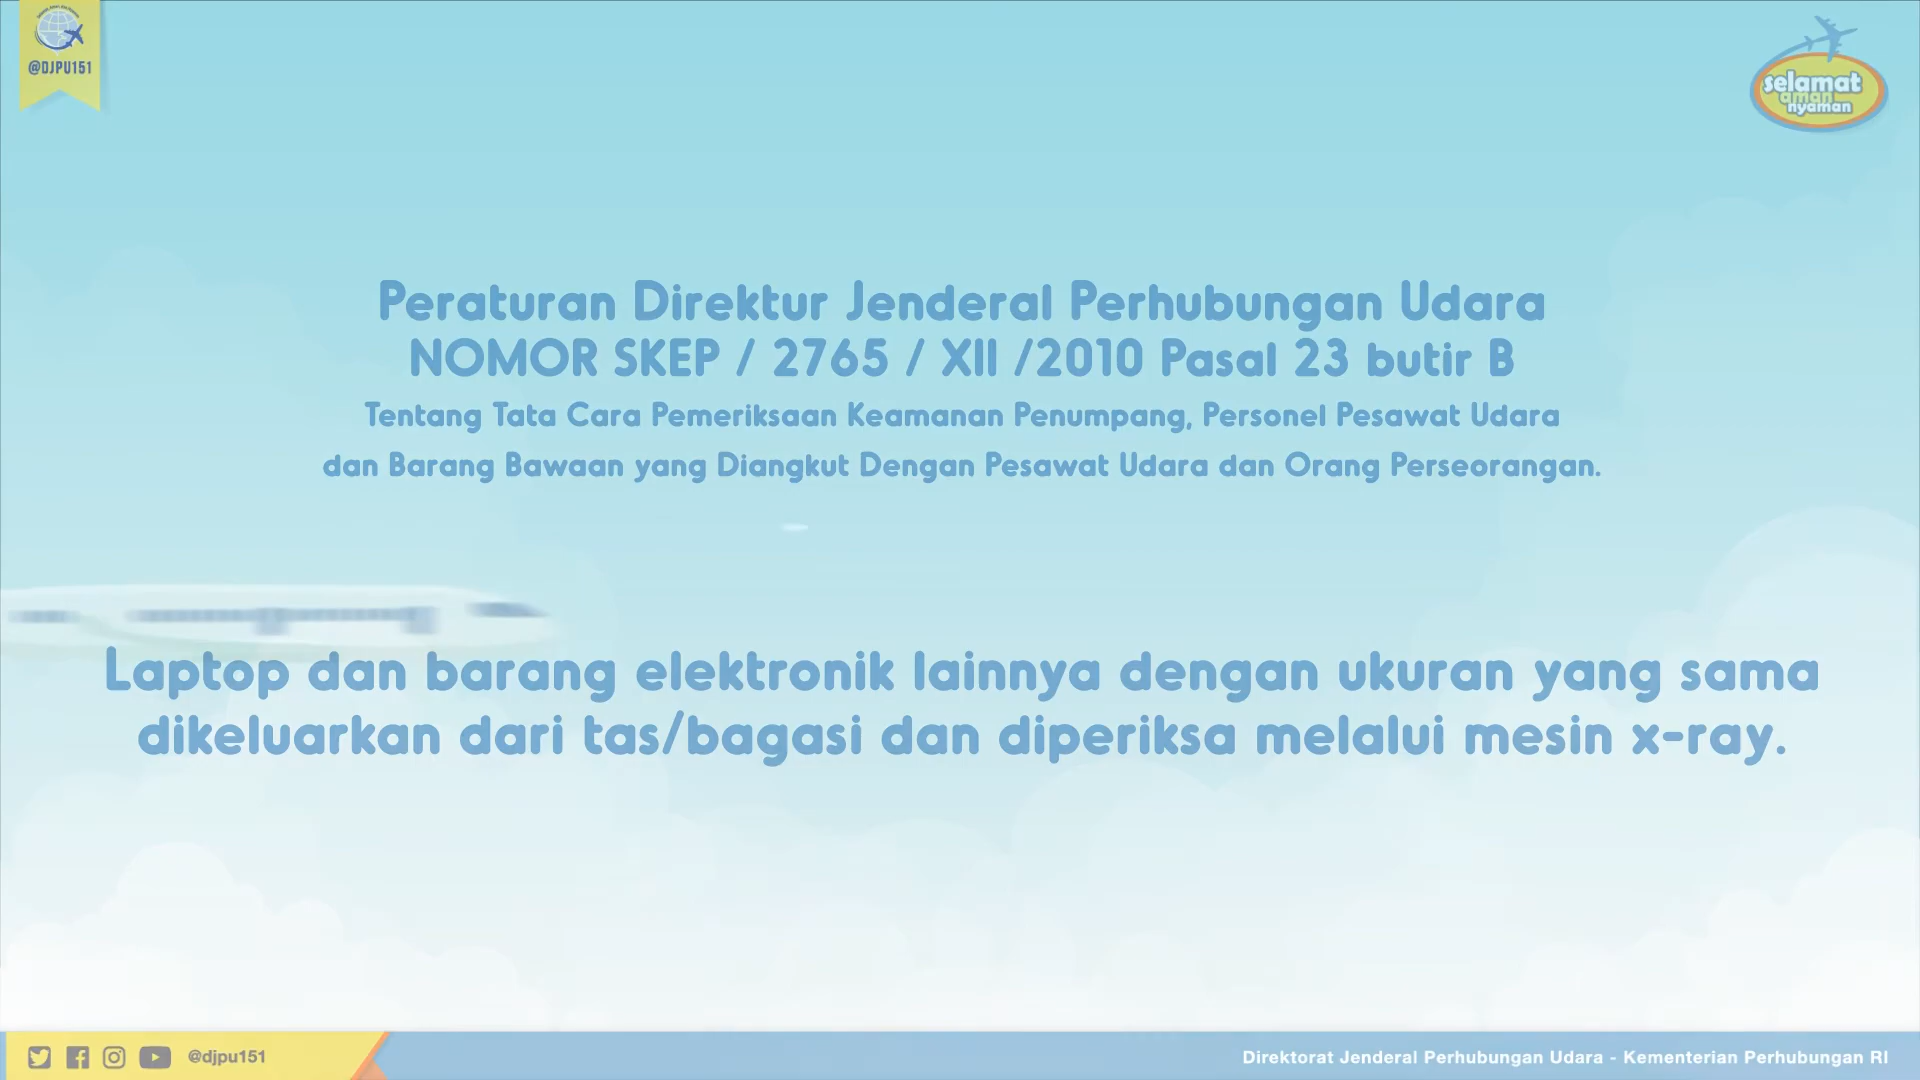 @DJPU151
selamat
aman
nyaman
Peraturan Direktur Jenderal Perhubungan Udara
NOMOR SKEP / 2765 / XII /2010 Pasal 23 butir B
Tentang Tata Cara Pemeriksaan Keamanan Penumpang, Personel Pesawat Udara
dan Barang Bawaan yang Diangkut Dengan Pesawat Udara dan Orang Perseorangan.
Laptop dan barang elektronik lainnya dengan ukuran yang sama
dikeluarkan dari tas/bagasi dan diperiksa melalui mesin x-ray.
@djpu151
Direktorat Jenderal Perhubungan Udara - Kementerian Perhubungan RI